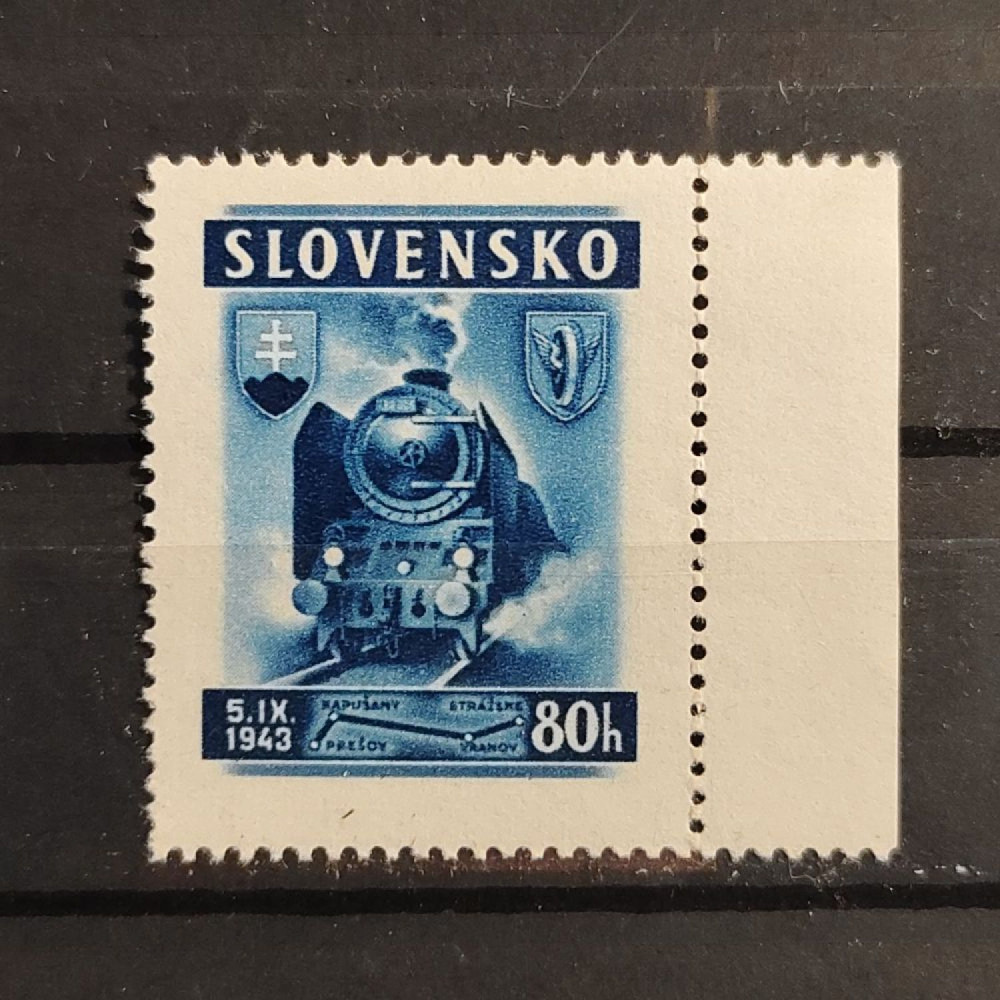 SLOVENSKO
5.IX. KAPUŠANY STRÁŽSKE 80h
1943 PREŠOV VRANOV